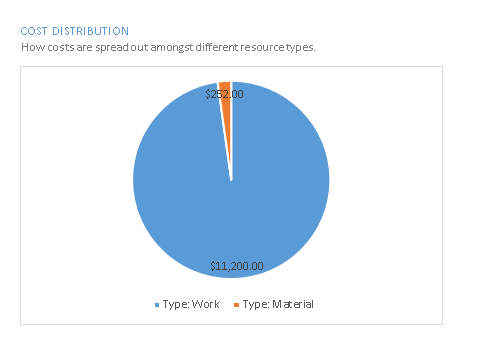 COST DISTRIBUTION
How costs are spread out amongst different resource types.
$252.00
$11,200.00
Type: Work Type: Material